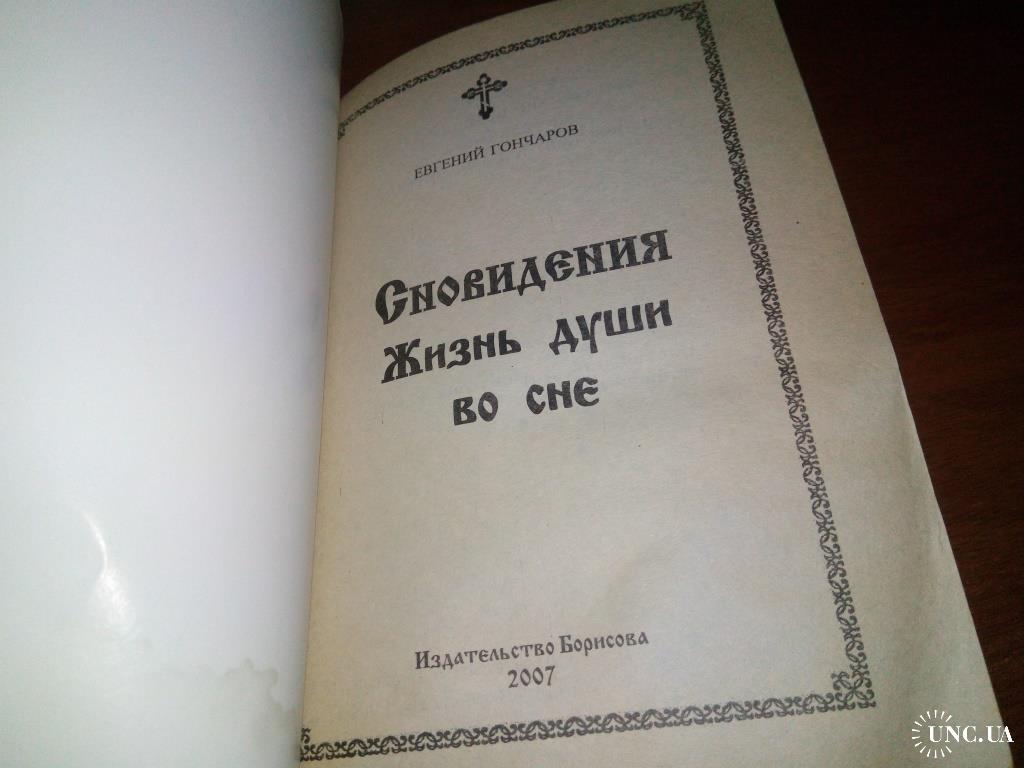 ЕВГЕНИЙ ГОНЧАРОВ
Сновидения
Жизнь души
во сне
Издательство Борисова
2007
UNC.UA